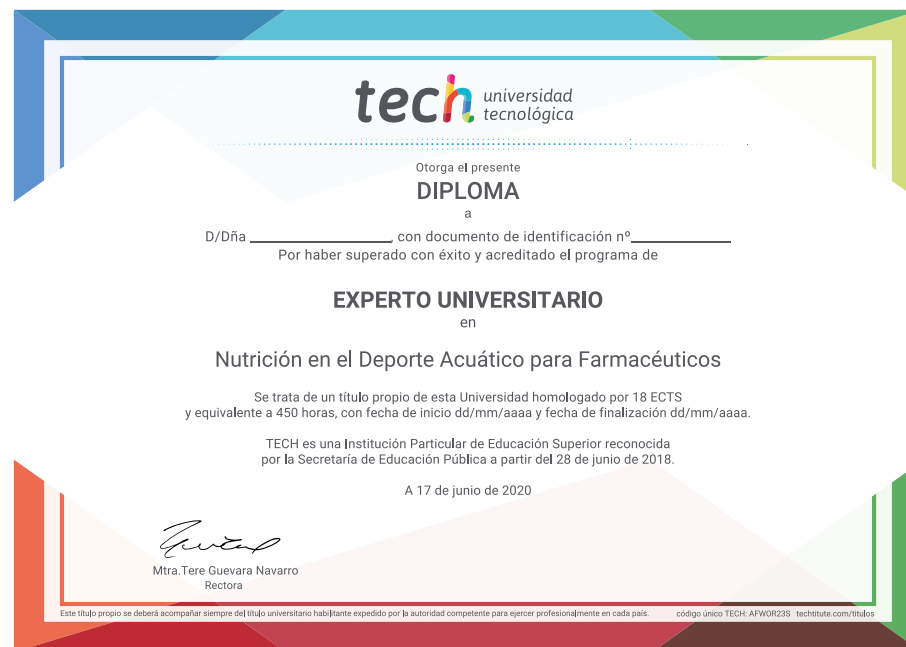 tech universidad
tecnológica
Otorga el presente
DIPLOMA
a
D/Dña ____________, con documento de identificación nº____________
Por haber superado con éxito y acreditado el programa de
EXPERTO UNIVERSITARIO
en
Nutrición en el Deporte Acuático para Farmacéuticos
Se trata de un título propio de esta Universidad homologado por 18 ECTS
y equivalente a 450 horas, con fecha de inicio dd/mm/aaaa y fecha de finalización dd/mm/aaaa.
TECH es una Institución Particular de Educación Superior reconocida
por la Secretaría de Educación Pública a partir del 28 de junio de 2018.
A 17 de junio de 2020
Mtra.Tere Guevara Navarro
Rectora
Este título propio se deberá acompañar siempre del título universitario habilitante expedido por la autoridad competente para ejercer profesionalmente en cada país. código único TECH: AFWOR23S techtitute.com/titulos